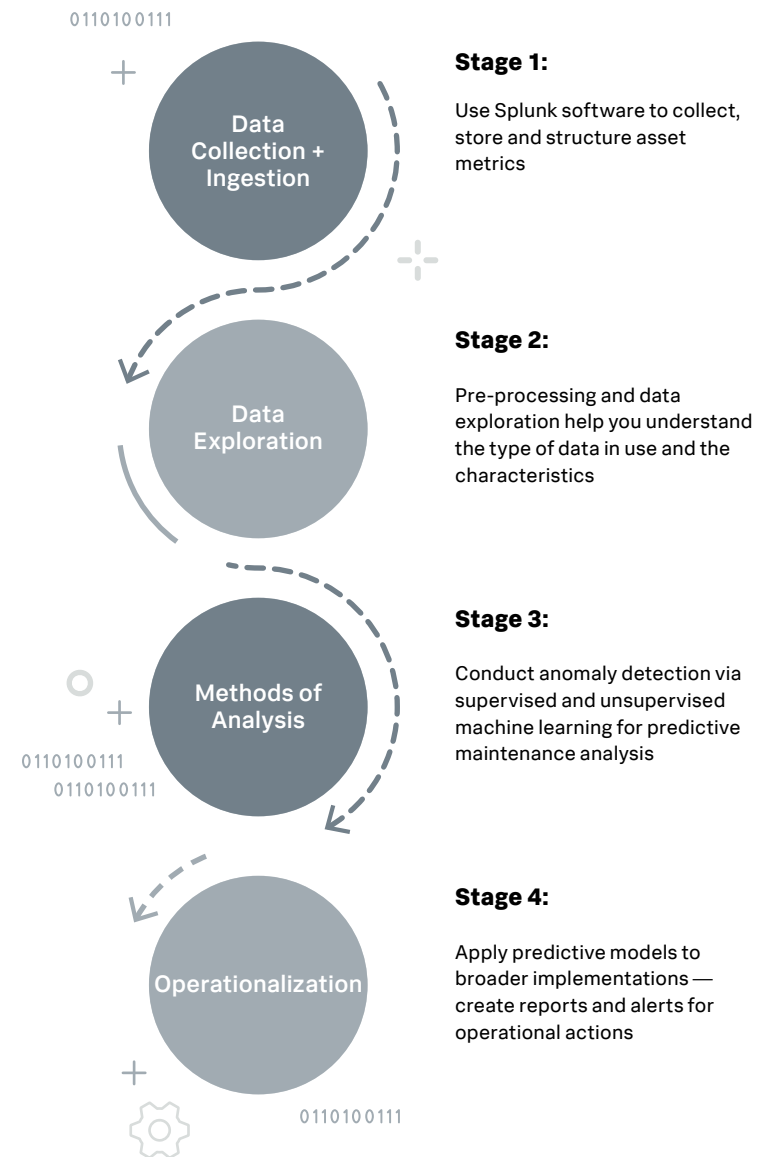 0110100111
Data
Collection +
Ingestion
Stage 1:
Use Splunk software to collect,
store and structure asset
metrics
Data
Exploration
Stage 2:
Pre-processing and data
exploration help you understand
the type of data in use and the
characteristics
Methods of
Analysis
Stage 3:
Conduct anomaly detection via
supervised and unsupervised
machine learning for predictive
maintenance analysis
0110100111
0110100111
Operationalization
Stage 4:
Apply predictive models to
broader implementations —
create reports and alerts for
operational actions
0110100111